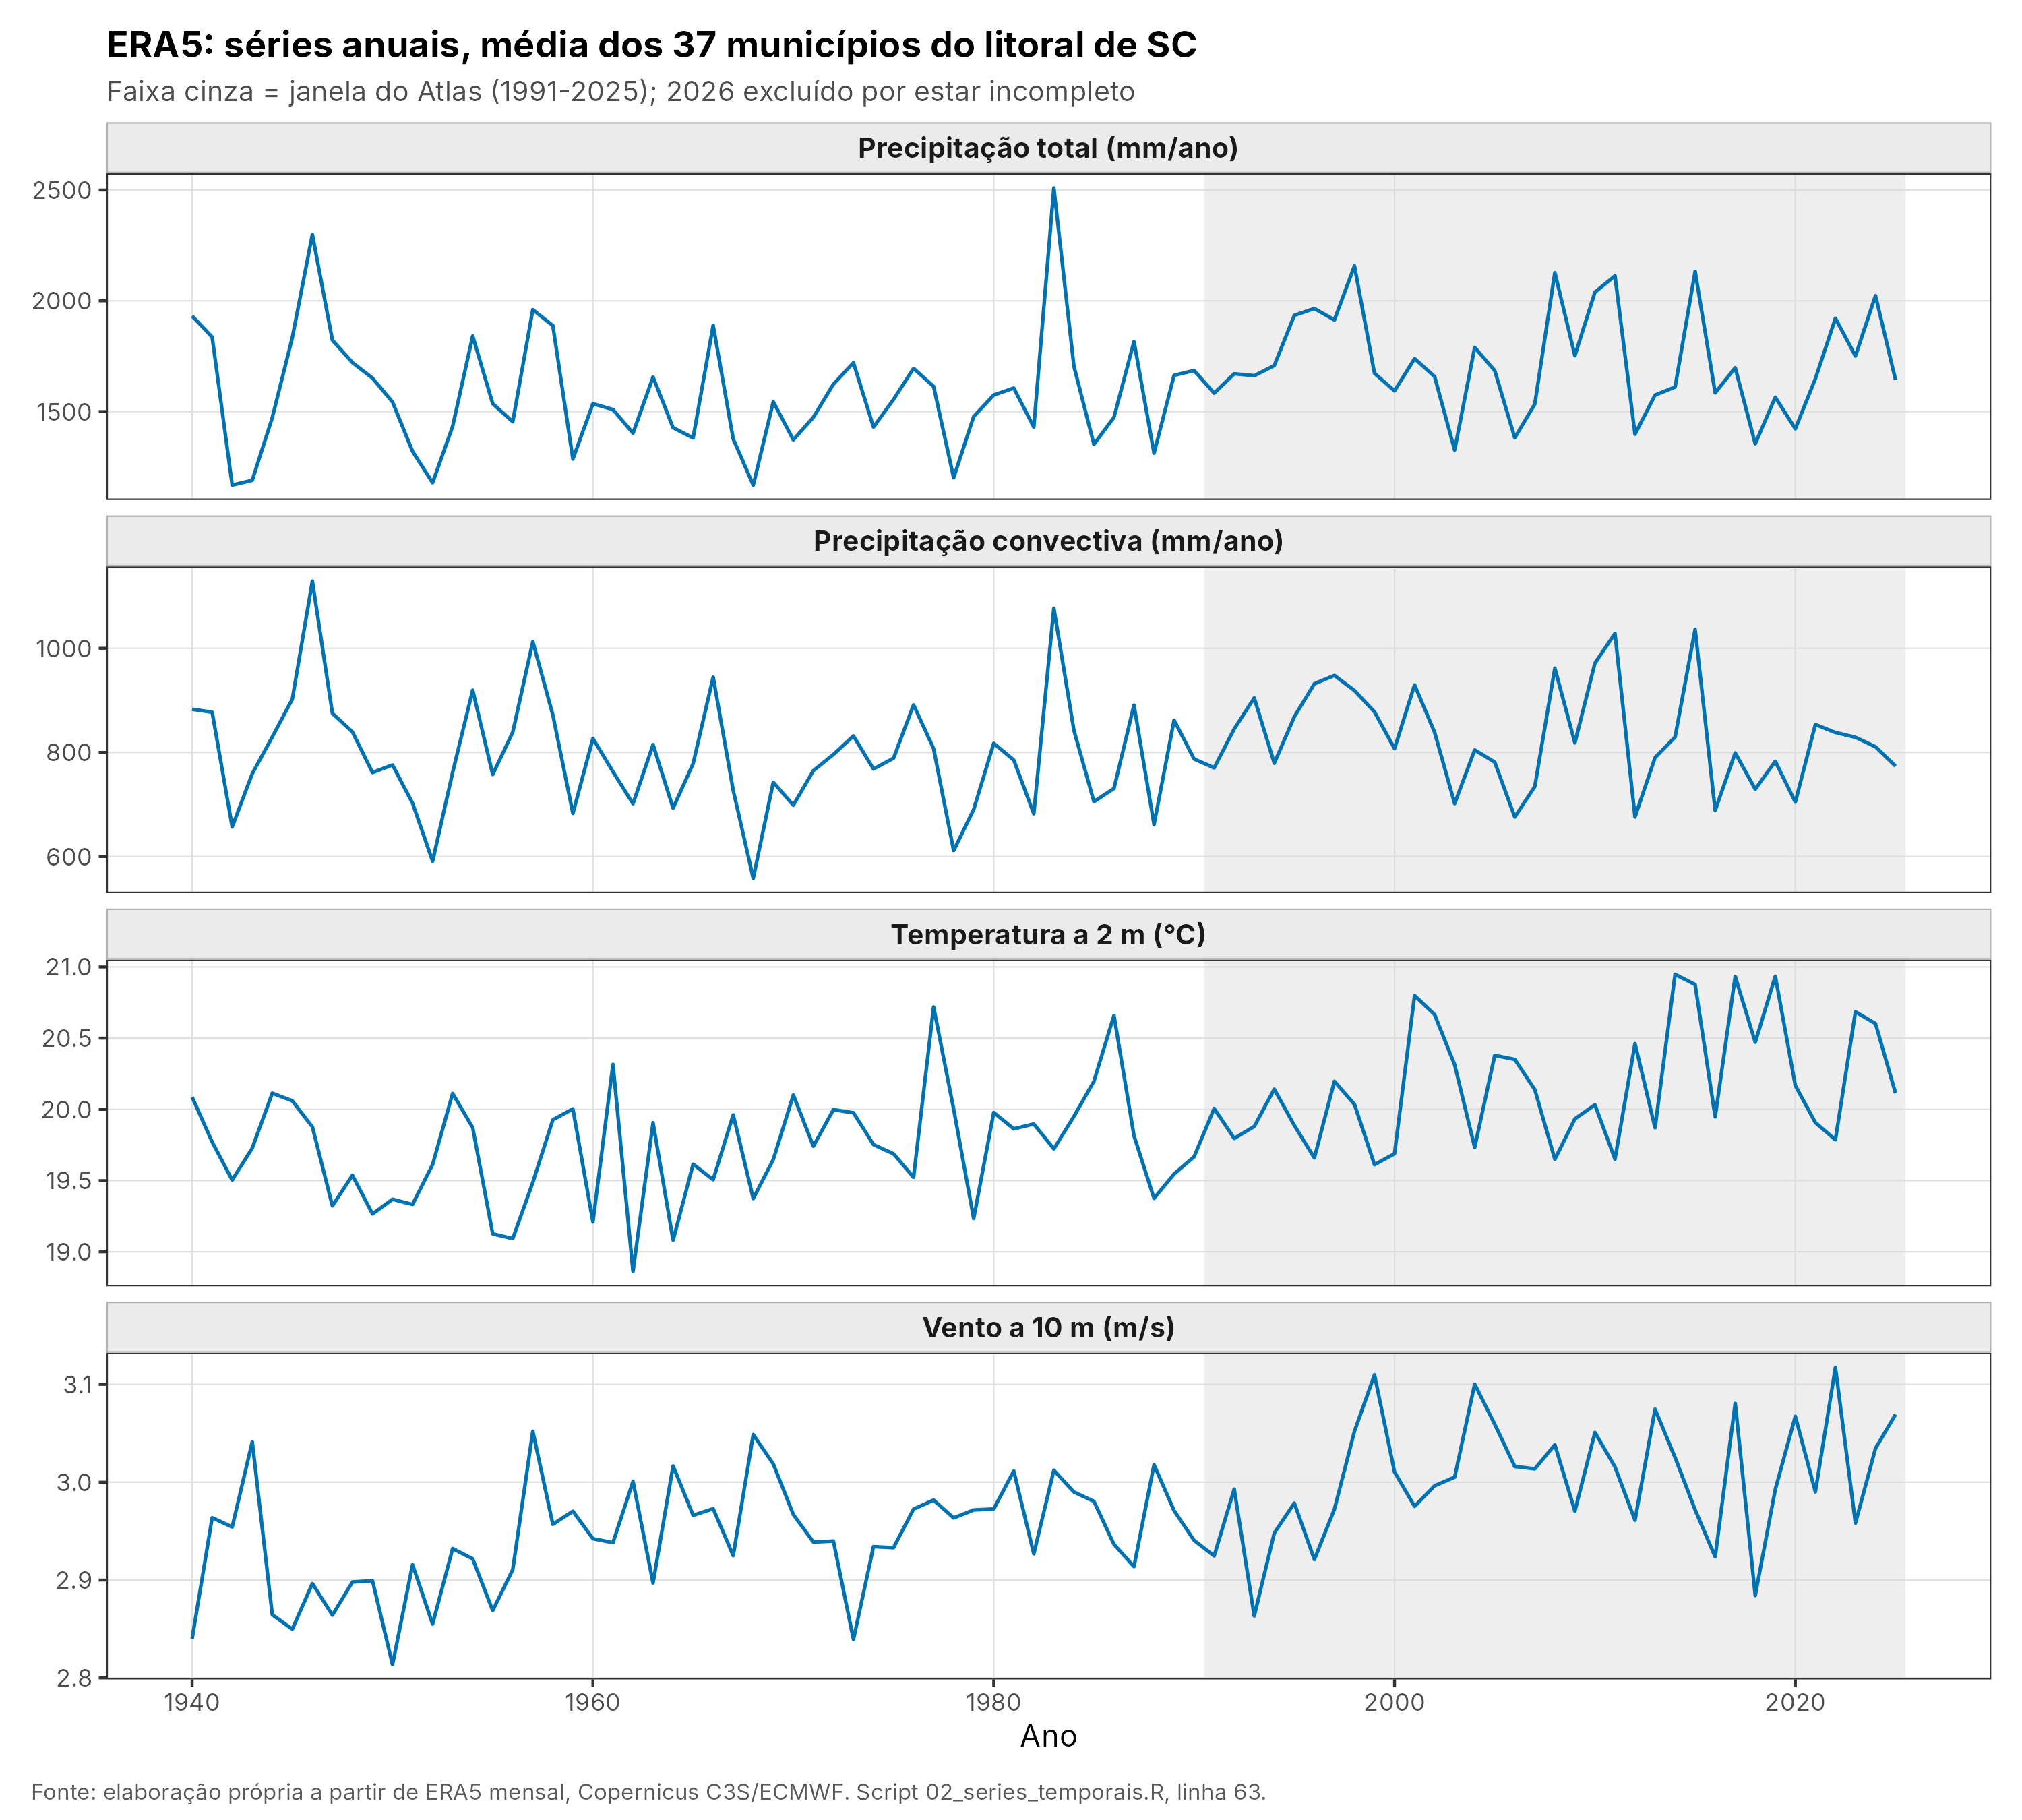 ERA5: séries anuais, média dos 37 municípios do litoral de SC
Faixa cinza = janela do Atlas (1991-2025); 2026 excluído por estar incompleto
Precipitação total (mm/ano)
2500
2000
1500
Precipitação convectiva (mm/ano)
1000
800
600
Temperatura a 2 m (°C)
21.0
20.5
20.0
19.5
19.0
Vento a 10 m (m/s)
3.1
3.0
2.9
2.8
1940 1960 1980 2000 2020
Ano
Fonte: elaboração própria a partir de ERA5 mensal, Copernicus C3S/ECMWF. Script 02_series_temporais.R, linha 63.